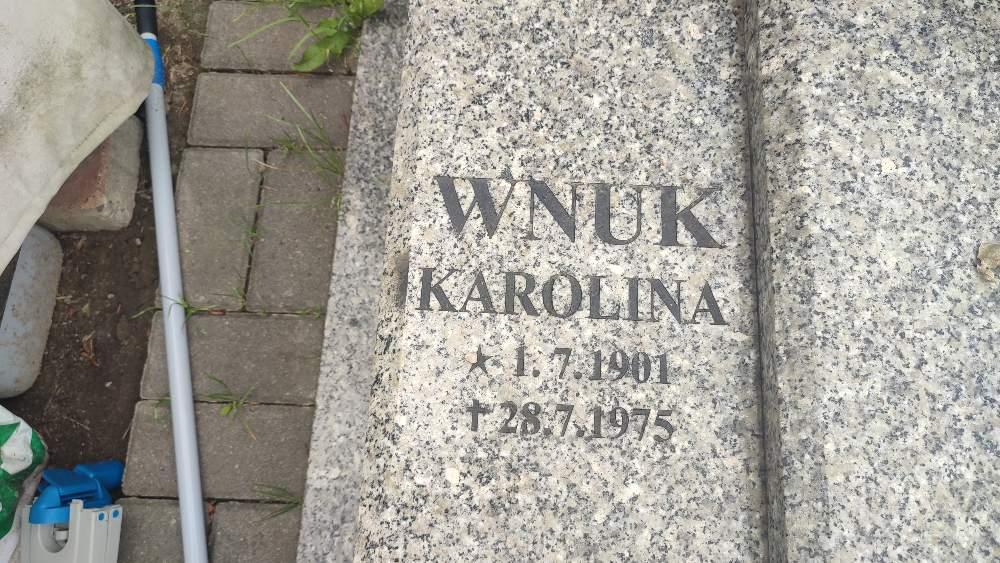 WNUK
KAROLINA
★ 1.7.1901
✝ 28.7.1975